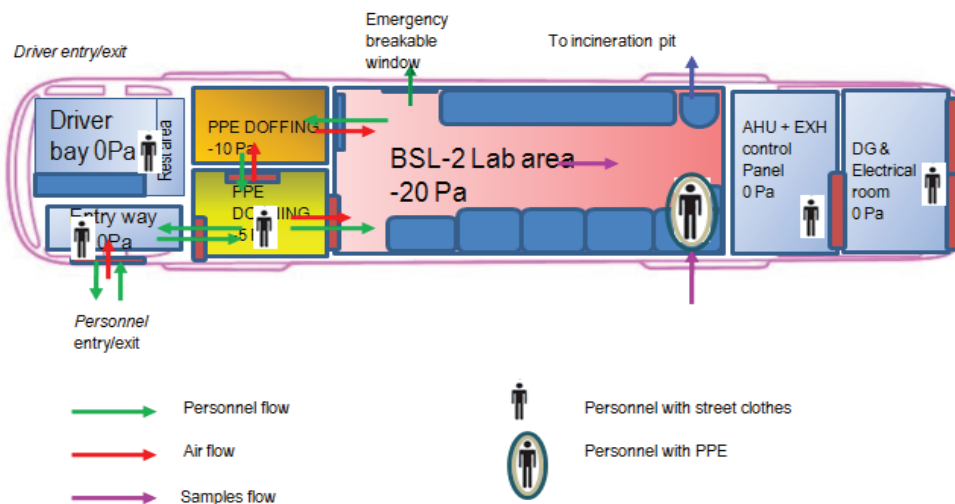 Driver entry/exit
Emergency
breakable
window
To incineration pit
Driver
bay 0Pa
Rest area
PPE DOFFING
-10 Pa
BSL-2 Lab area
-20 Pa
AHU + EXH
control
Panel
0 Pa
DG &
Electrical
room
0 Pa
PPE
-5
Entry way
0Pa
Personnel
entry/exit
Personnel flow
Air flow
Samples flow
Personnel with street clothes
Personnel with PPE